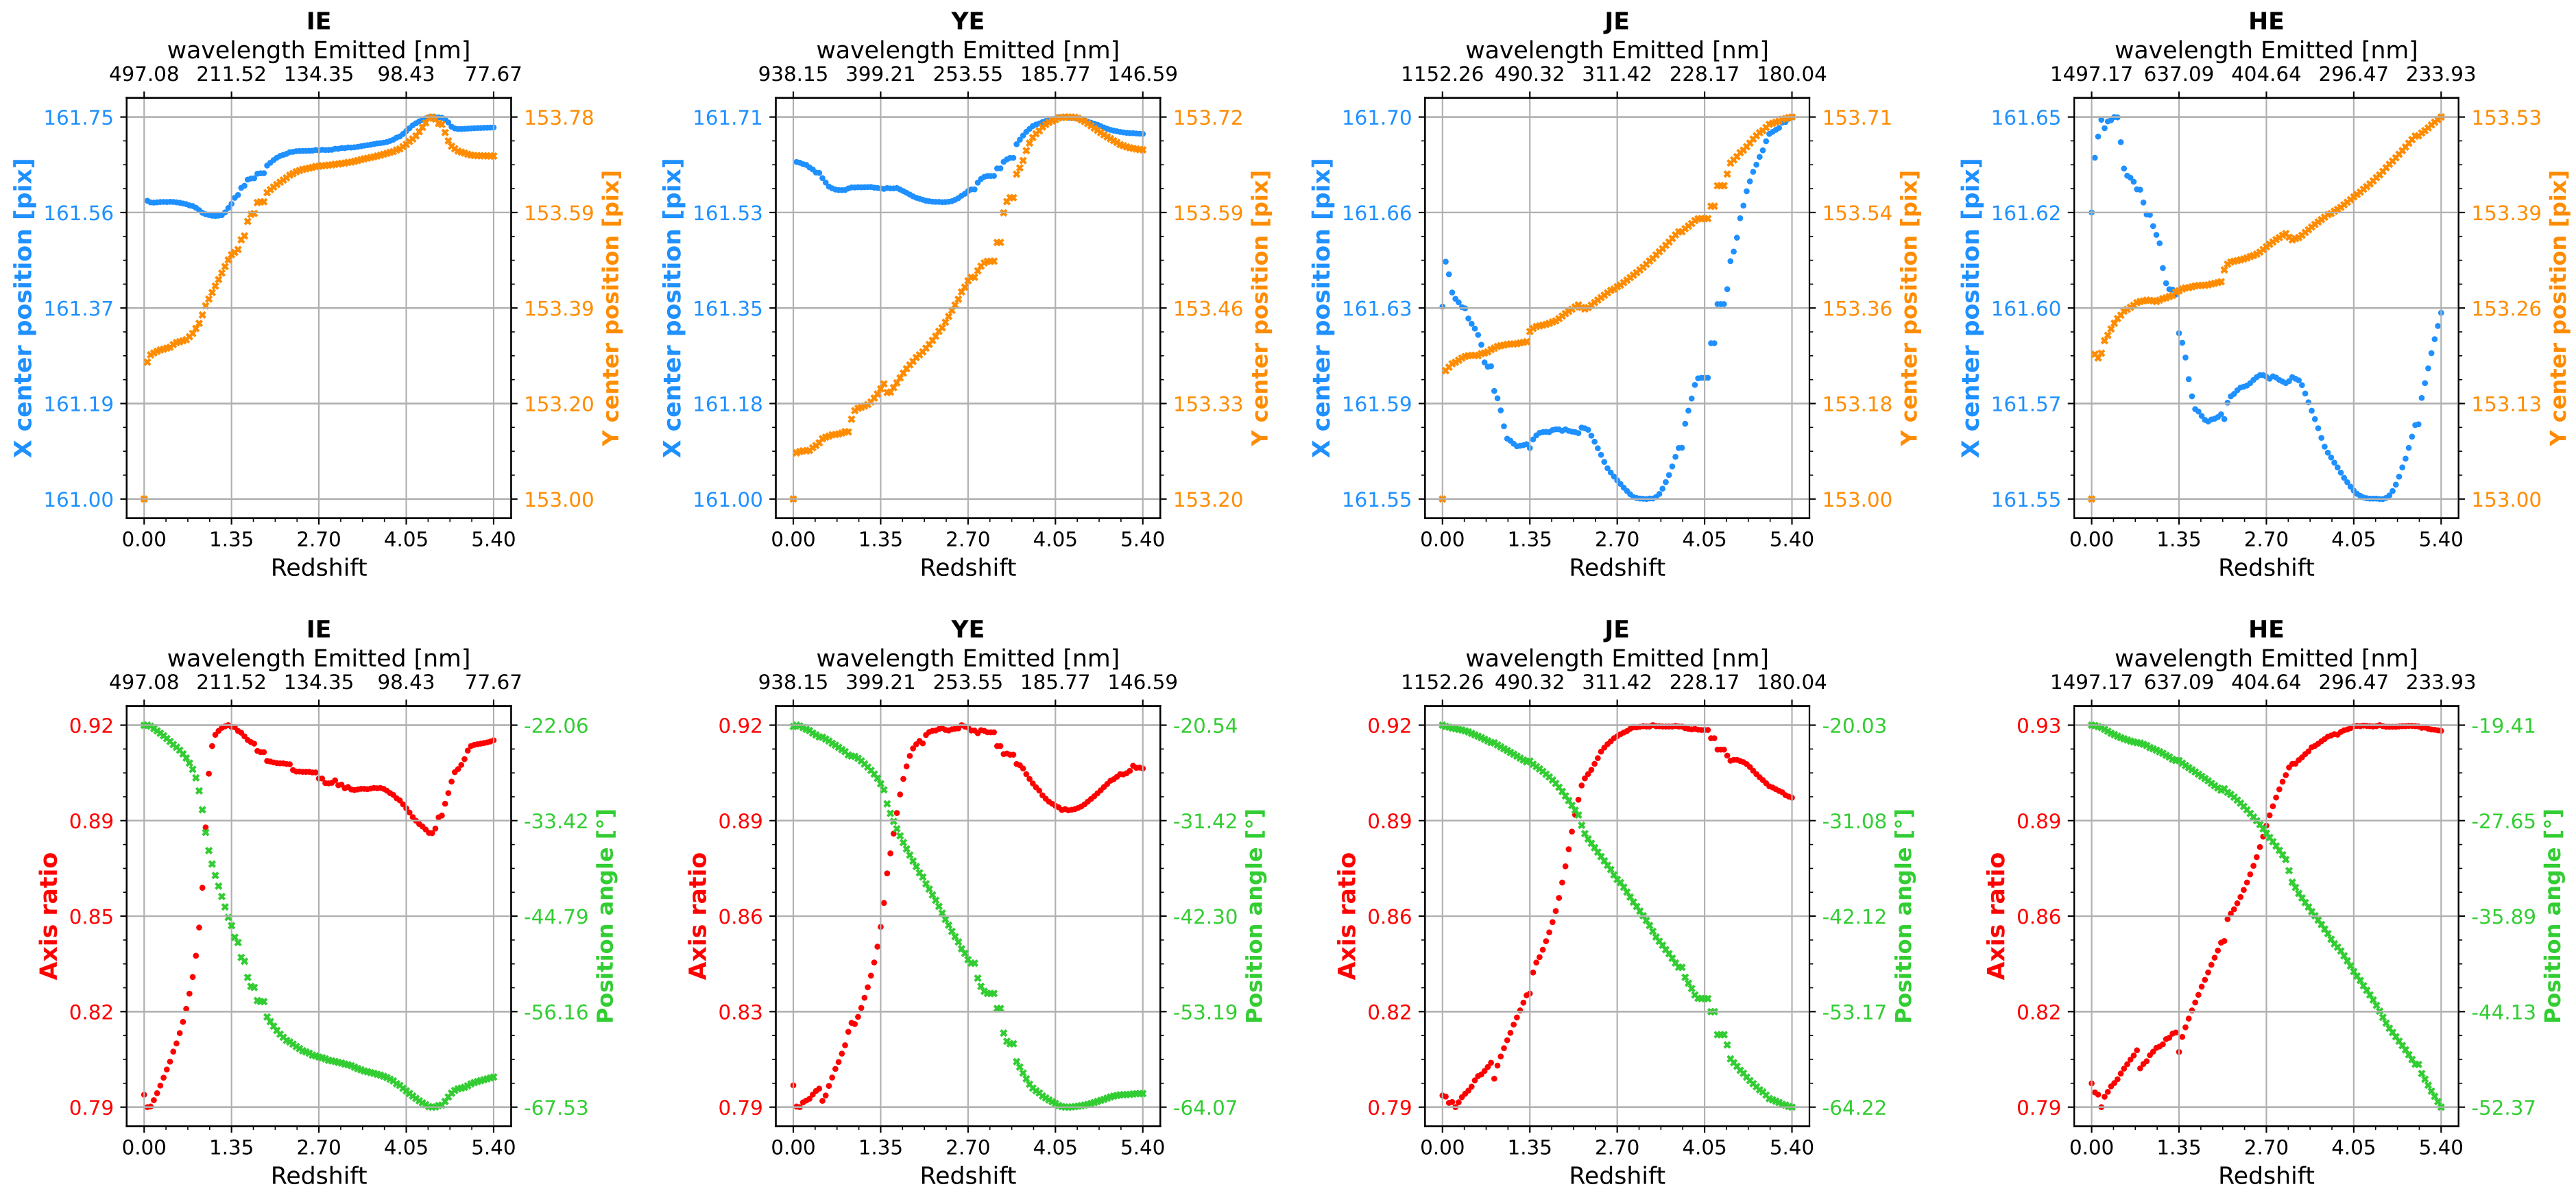 IE
wavelength Emitted [nm]
497.08 211.52 134.35 98.43 77.67
161.75
161.56
161.37
161.19
161.00
X center position [pix]
153.78
153.59
153.39
153.20
153.00
Y center position [pix]
0.00 1.35 2.70 4.05 5.40
Redshift
YE
wavelength Emitted [nm]
938.15 399.21 253.55 185.77 146.59
161.71
161.53
161.35
161.18
161.00
X center position [pix]
153.72
153.59
153.46
153.33
153.20
Y center position [pix]
0.00 1.35 2.70 4.05 5.40
Redshift
JE
wavelength Emitted [nm]
1152.26 490.32 311.42 228.17 180.04
161.70
161.66
161.63
161.59
161.55
X center position [pix]
153.71
153.54
153.36
153.18
153.00
Y center position [pix]
0.00 1.35 2.70 4.05 5.40
Redshift
HE
wavelength Emitted [nm]
1497.17 637.09 404.64 296.47 233.93
161.65
161.62
161.60
161.57
161.55
X center position [pix]
153.53
153.39
153.26
153.13
153.00
Y center position [pix]
0.00 1.35 2.70 4.05 5.40
Redshift
IE
wavelength Emitted [nm]
497.08 211.52 134.35 98.43 77.67
0.92
0.89
0.85
0.82
0.79
Axis ratio
-22.06
-33.42
-44.79
-56.16
-67.53
Position angle [°]
0.00 1.35 2.70 4.05 5.40
Redshift
YE
wavelength Emitted [nm]
938.15 399.21 253.55 185.77 146.59
0.92
0.89
0.86
0.83
0.79
Axis ratio
-20.54
-31.42
-42.30
-53.19
-64.07
Position angle [°]
0.00 1.35 2.70 4.05 5.40
Redshift
JE
wavelength Emitted [nm]
1152.26 490.32 311.42 228.17 180.04
0.92
0.89
0.86
0.82
0.79
Axis ratio
-20.03
-31.08
-42.12
-53.17
-64.22
Position angle [°]
0.00 1.35 2.70 4.05 5.40
Redshift
HE
wavelength Emitted [nm]
1497.17 637.09 404.64 296.47 233.93
0.93
0.89
0.86
0.82
0.79
Axis ratio
-19.41
-27.65
-35.89
-44.13
-52.37
Position angle [°]
0.00 1.35 2.70 4.05 5.40
Redshift